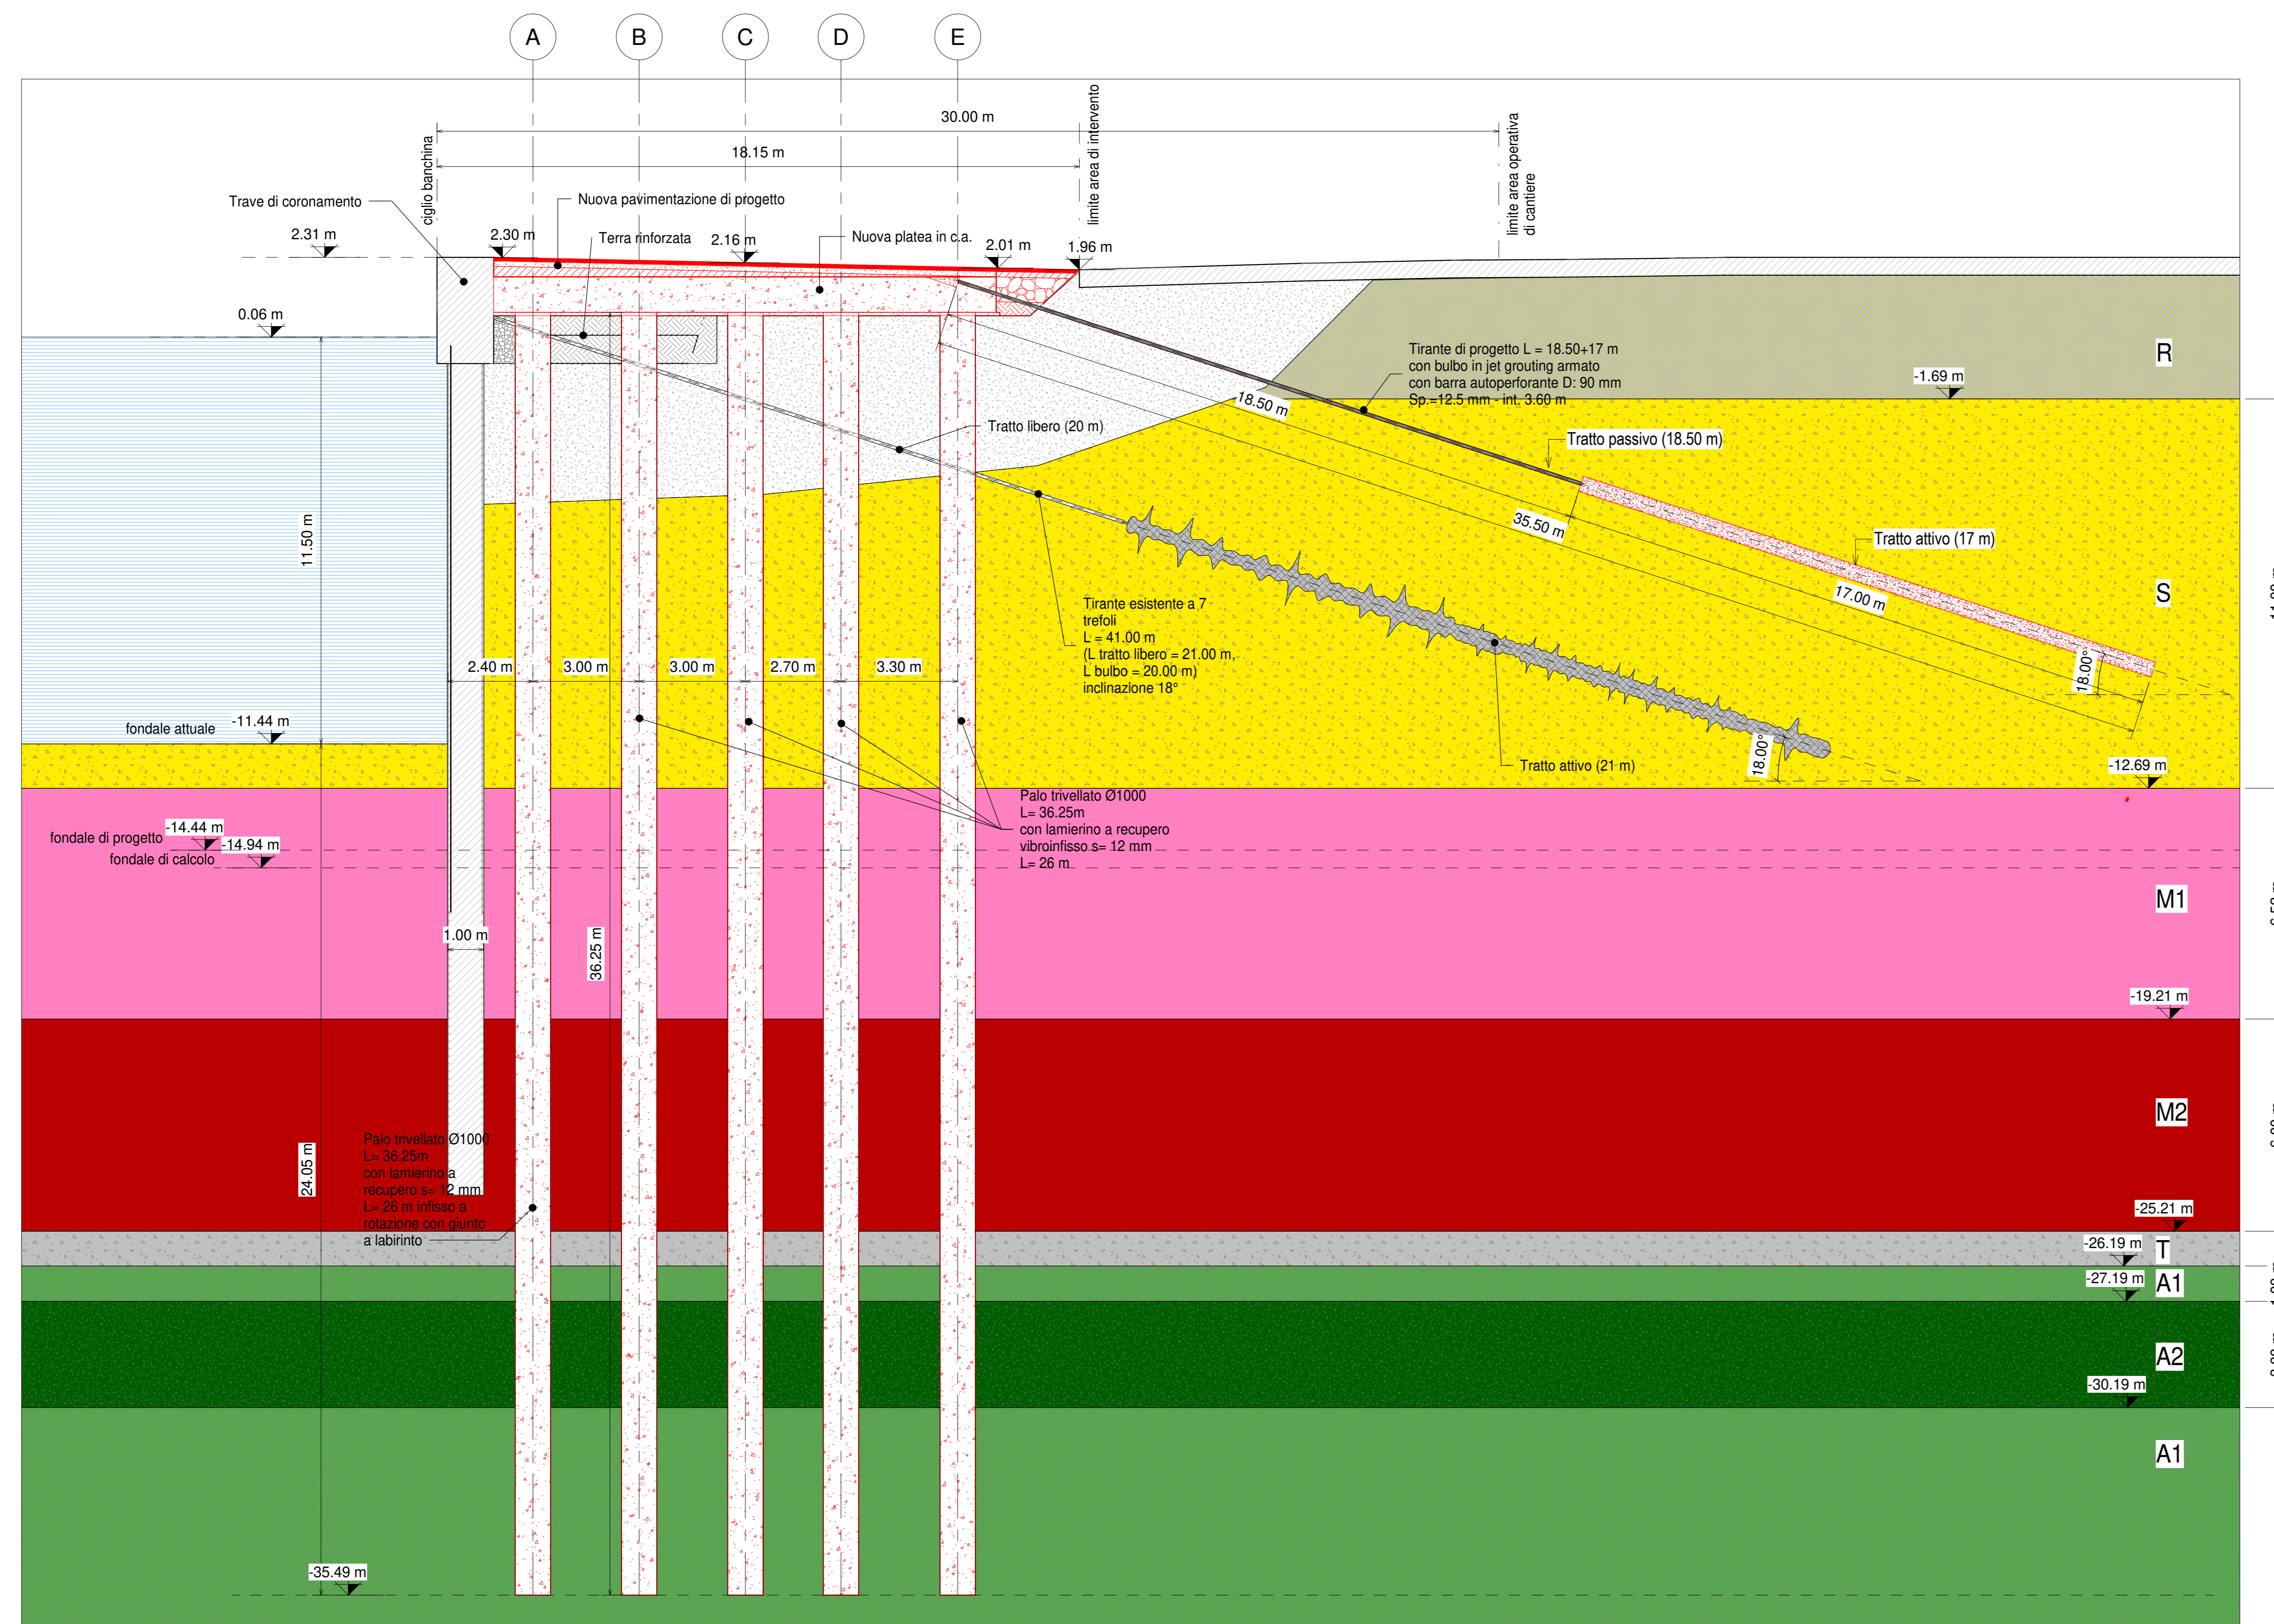 A
B
C
D
E
30.00 m
18.15 m
ciglio banchina
limite area di intervento
limite area operativa
di cantiere
Trave di coronamento
Nuova pavimentazione di progetto
Terra rinforzata
Nuova platea in c.a.
2.31 m
2.30 m
2.16 m
2.01 m
1.96 m
0.06 m
R
Tirante di progetto L = 18.50+17 m
con bulbo in jet grouting armato
con barra autoperforante D: 90 mm
Sp.=12.5 mm - int. 3.60 m
-1.69 m
18.50 m
Tratto libero (20 m)
Tratto passivo (18.50 m)
35.50 m
Tratto attivo (17 m)
17.00 m
S
11.50 m
Tirante esistente a 7
trefoli
L = 41.00 m
(L tratto libero = 21.00 m,
L bulbo = 20.00 m)
inclinazione 18°
18.00°
2.40 m
3.00 m
3.00 m
2.70 m
3.30 m
fondale attuale
-11.44 m
18.00°
Tratto attivo (21 m)
-12.69 m
Palo trivellato Ø1000
L= 36.25m
con lamierino a recupero
vibroinfisso s= 12 mm
L= 26 m
fondale di progetto
-14.44 m
fondale di calcolo
-14.94 m
M1
1.00 m
36.25 m
-19.21 m
M2
24.05 m
Palo trivellato Ø1000
L= 36.25m
con lamierino a
recupero s= 12 mm
L= 26 m infisso a
rotazione con giunto
a labirinto
-25.21 m
-26.19 m
T
-27.19 m
A1
A2
-30.19 m
A1
-35.49 m